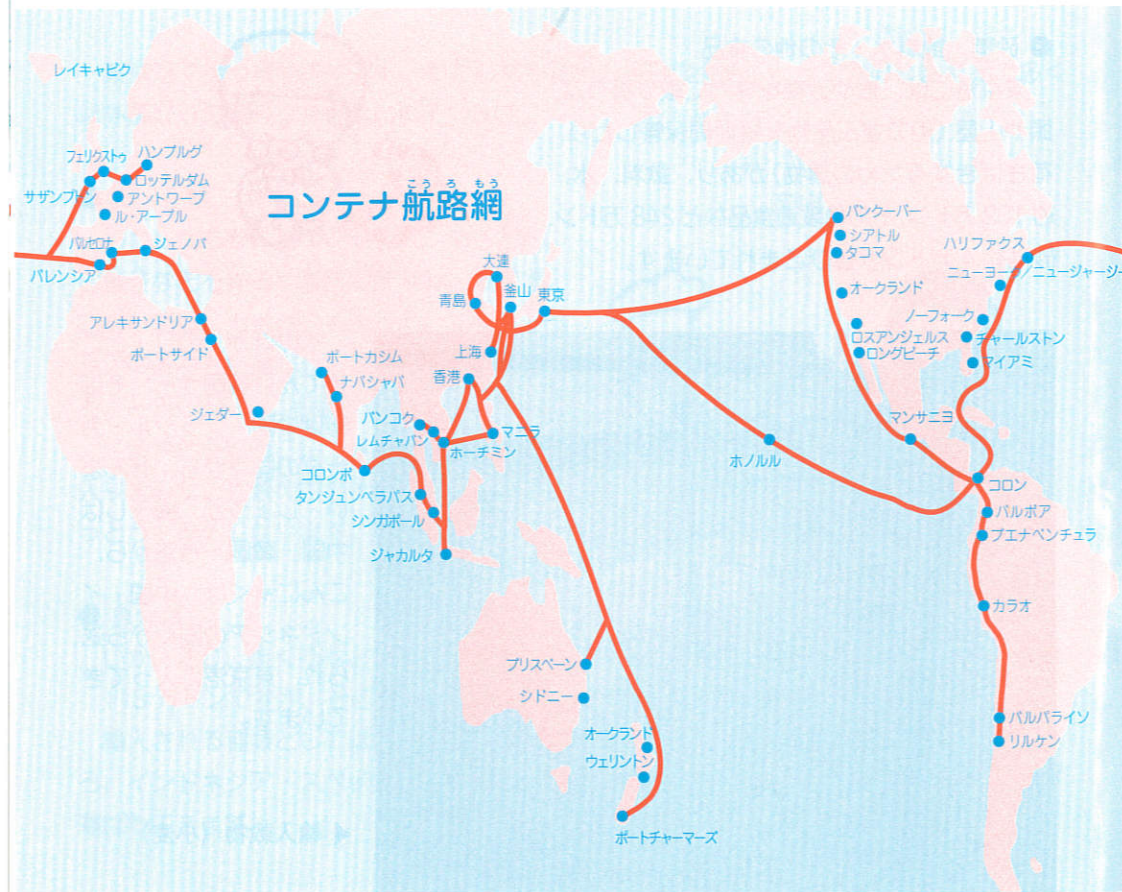 レイキャビク
フェリクストゥ
ハンブルグ
サザンプトン
ロッテルダム
アントワープ
ル・アーブル
バルセロナ
ジェノバ
バレンシア
アレキサンドリア
ポートサイド
ジェダー
こうろもう
コンテナ航路網
大連
青島
釜山
東京
上海
香港
ポートカシム
ナバシャバ
バンコク
レムチャバン
ホーチミン
マニラ
コロンボ
タンジュンペラパス
シンガポール
ジャカルタ
ブリスベーン
シドニー
オークランド
ウェリントン
ポートチャーマーズ
バンクーバー
シアトル
タコマ
オークランド
ロスアンジェルス
ロングビーチ
ハリファクス
ニューヨーク/ニュージャージー
ノーフォーク
チャールストン
マイアミ
マンサニヨ
ホノルル
コロン
バルボア
ブエナベンチュラ
カラオ
バルパライソ
リルケン